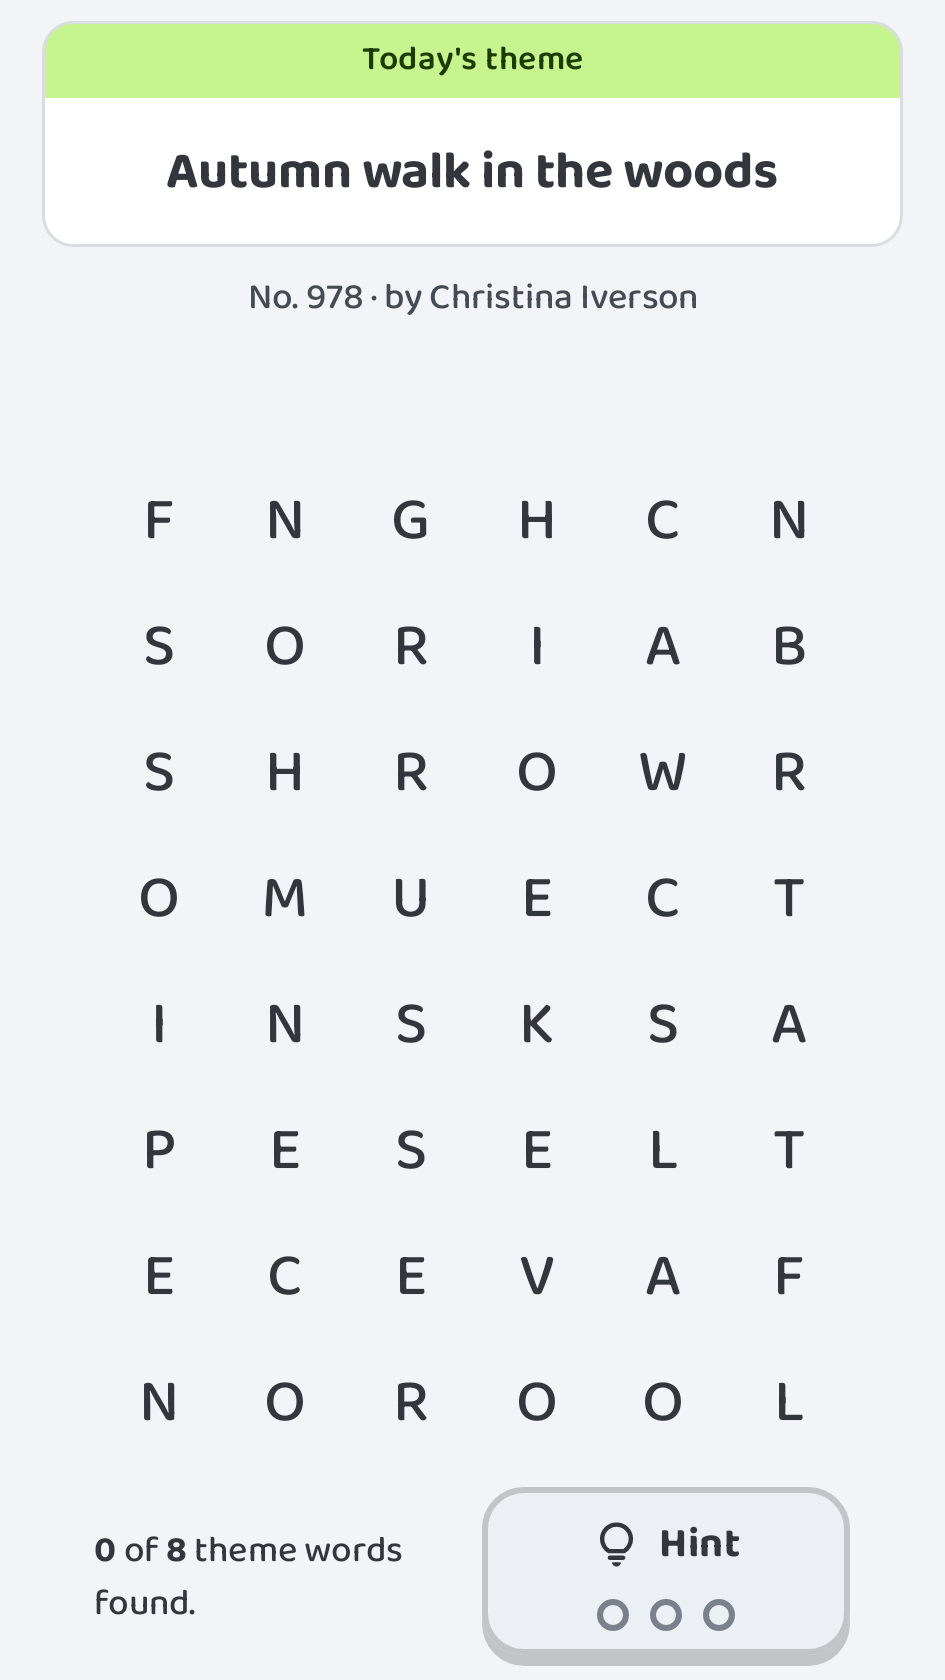 Today's theme
Autumn walk in the woods
No. 978 · by Christina Iverson
F N G H C N
S O R I A B
S H R O W R
O M U E C T
I N S K S A
P E S E L T
E C E V A F
N O R O O L
0 of 8 theme words
found.
Hint